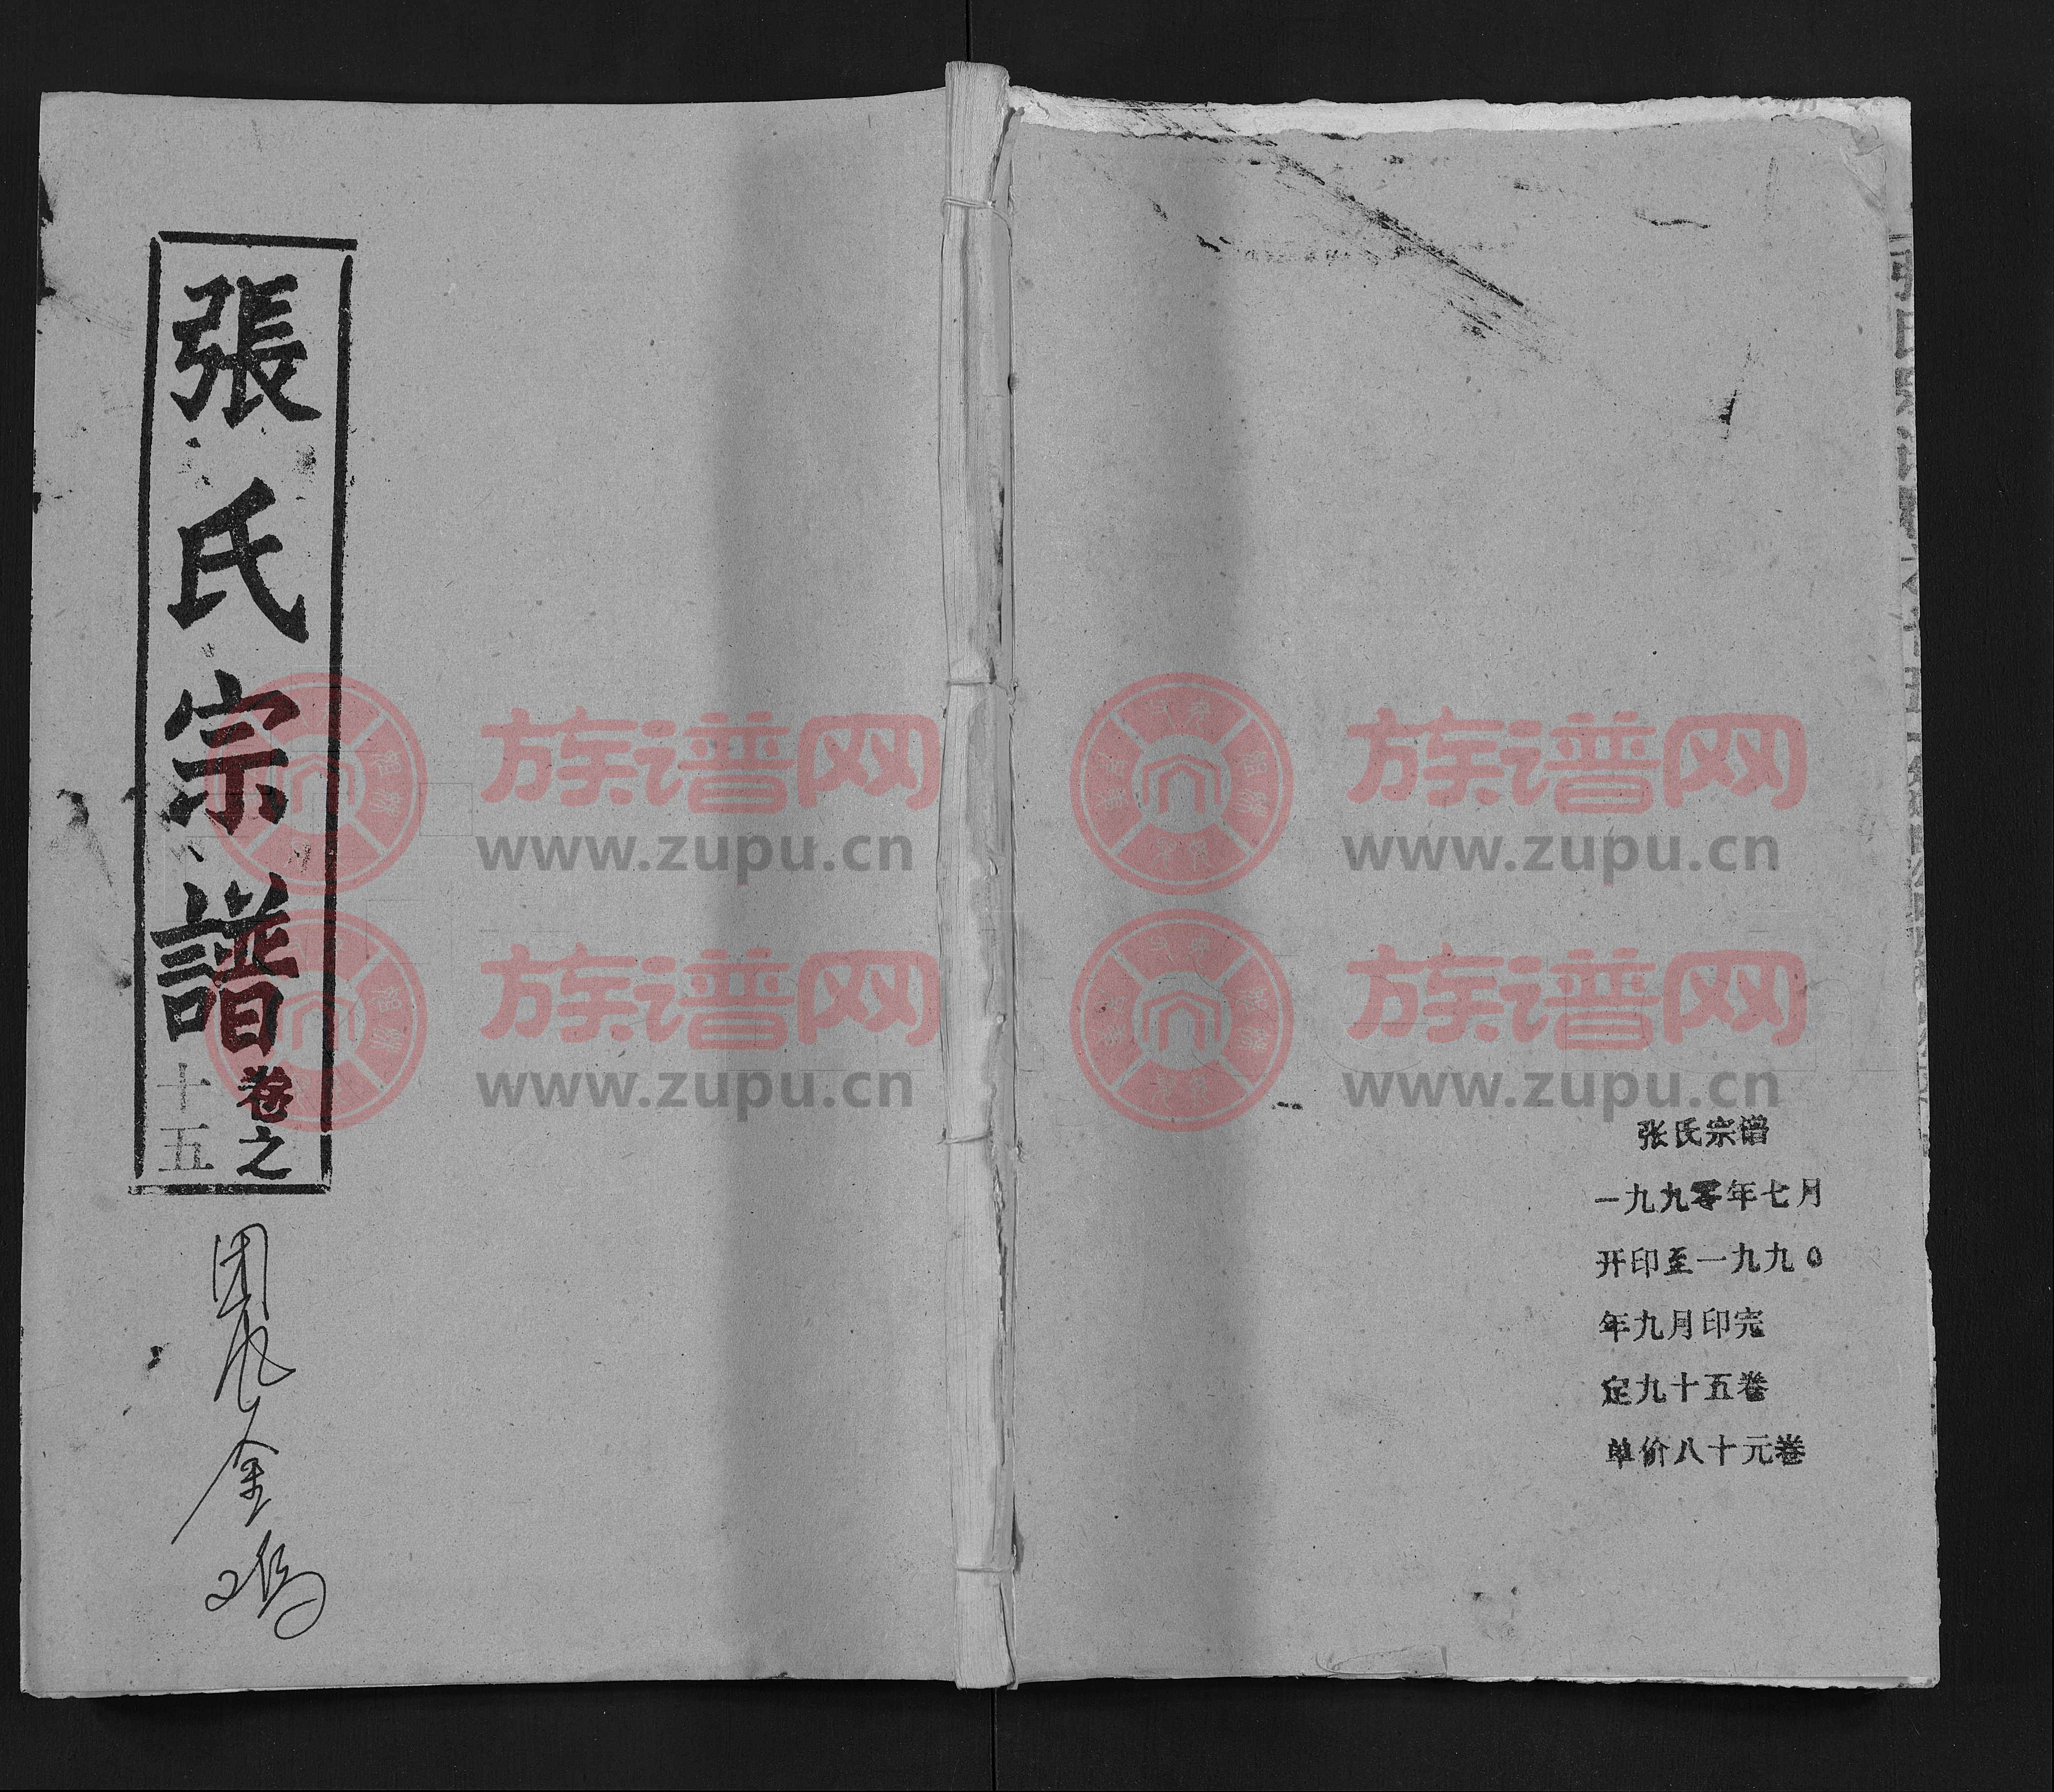 張氏宗譜卷之十五
张氏宗谱
一九九零年七月
开印至一九九0
年九月印完
定九十五卷
单价八十元卷
族谱网
www.zupu.cn
族谱网
www.zupu.cn
族谱网
www.zupu.cn
族谱网
www.zupu.cn